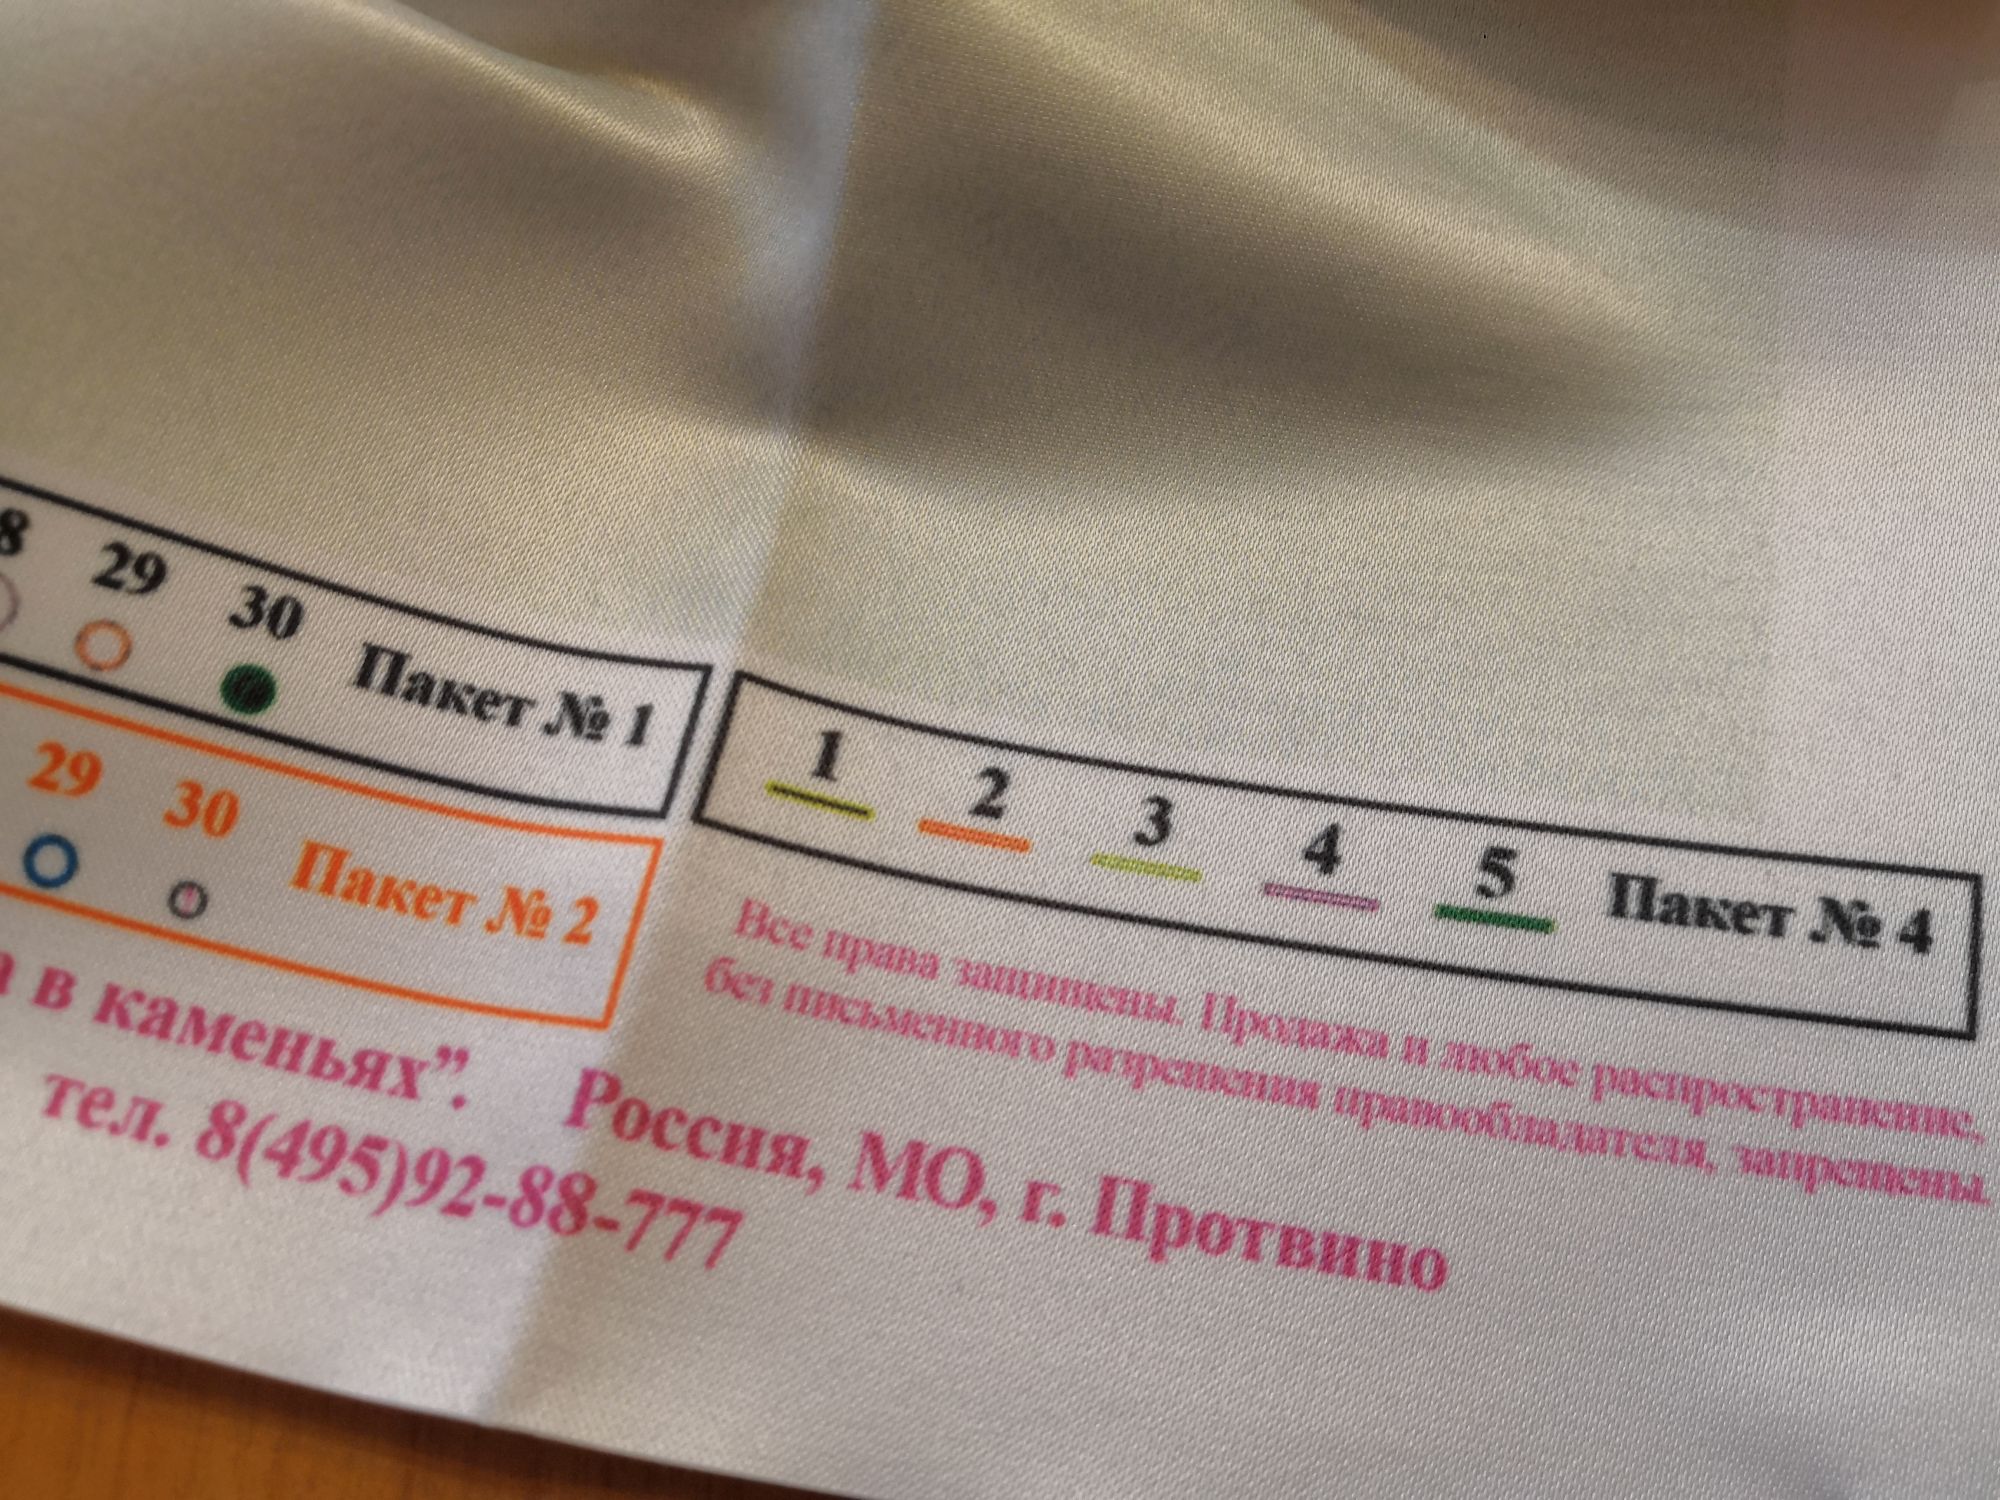 29 30 Пакет № 1
29 30 Пакет № 2
1 2 3 4 5 Пакет № 4
Все права защищены. Продажа и любое распространение,
без письменного разрешения правообладателя, запрещены.
в каменьях”. Россия, МО, г. Протвино
тел. 8(495)92-88-777